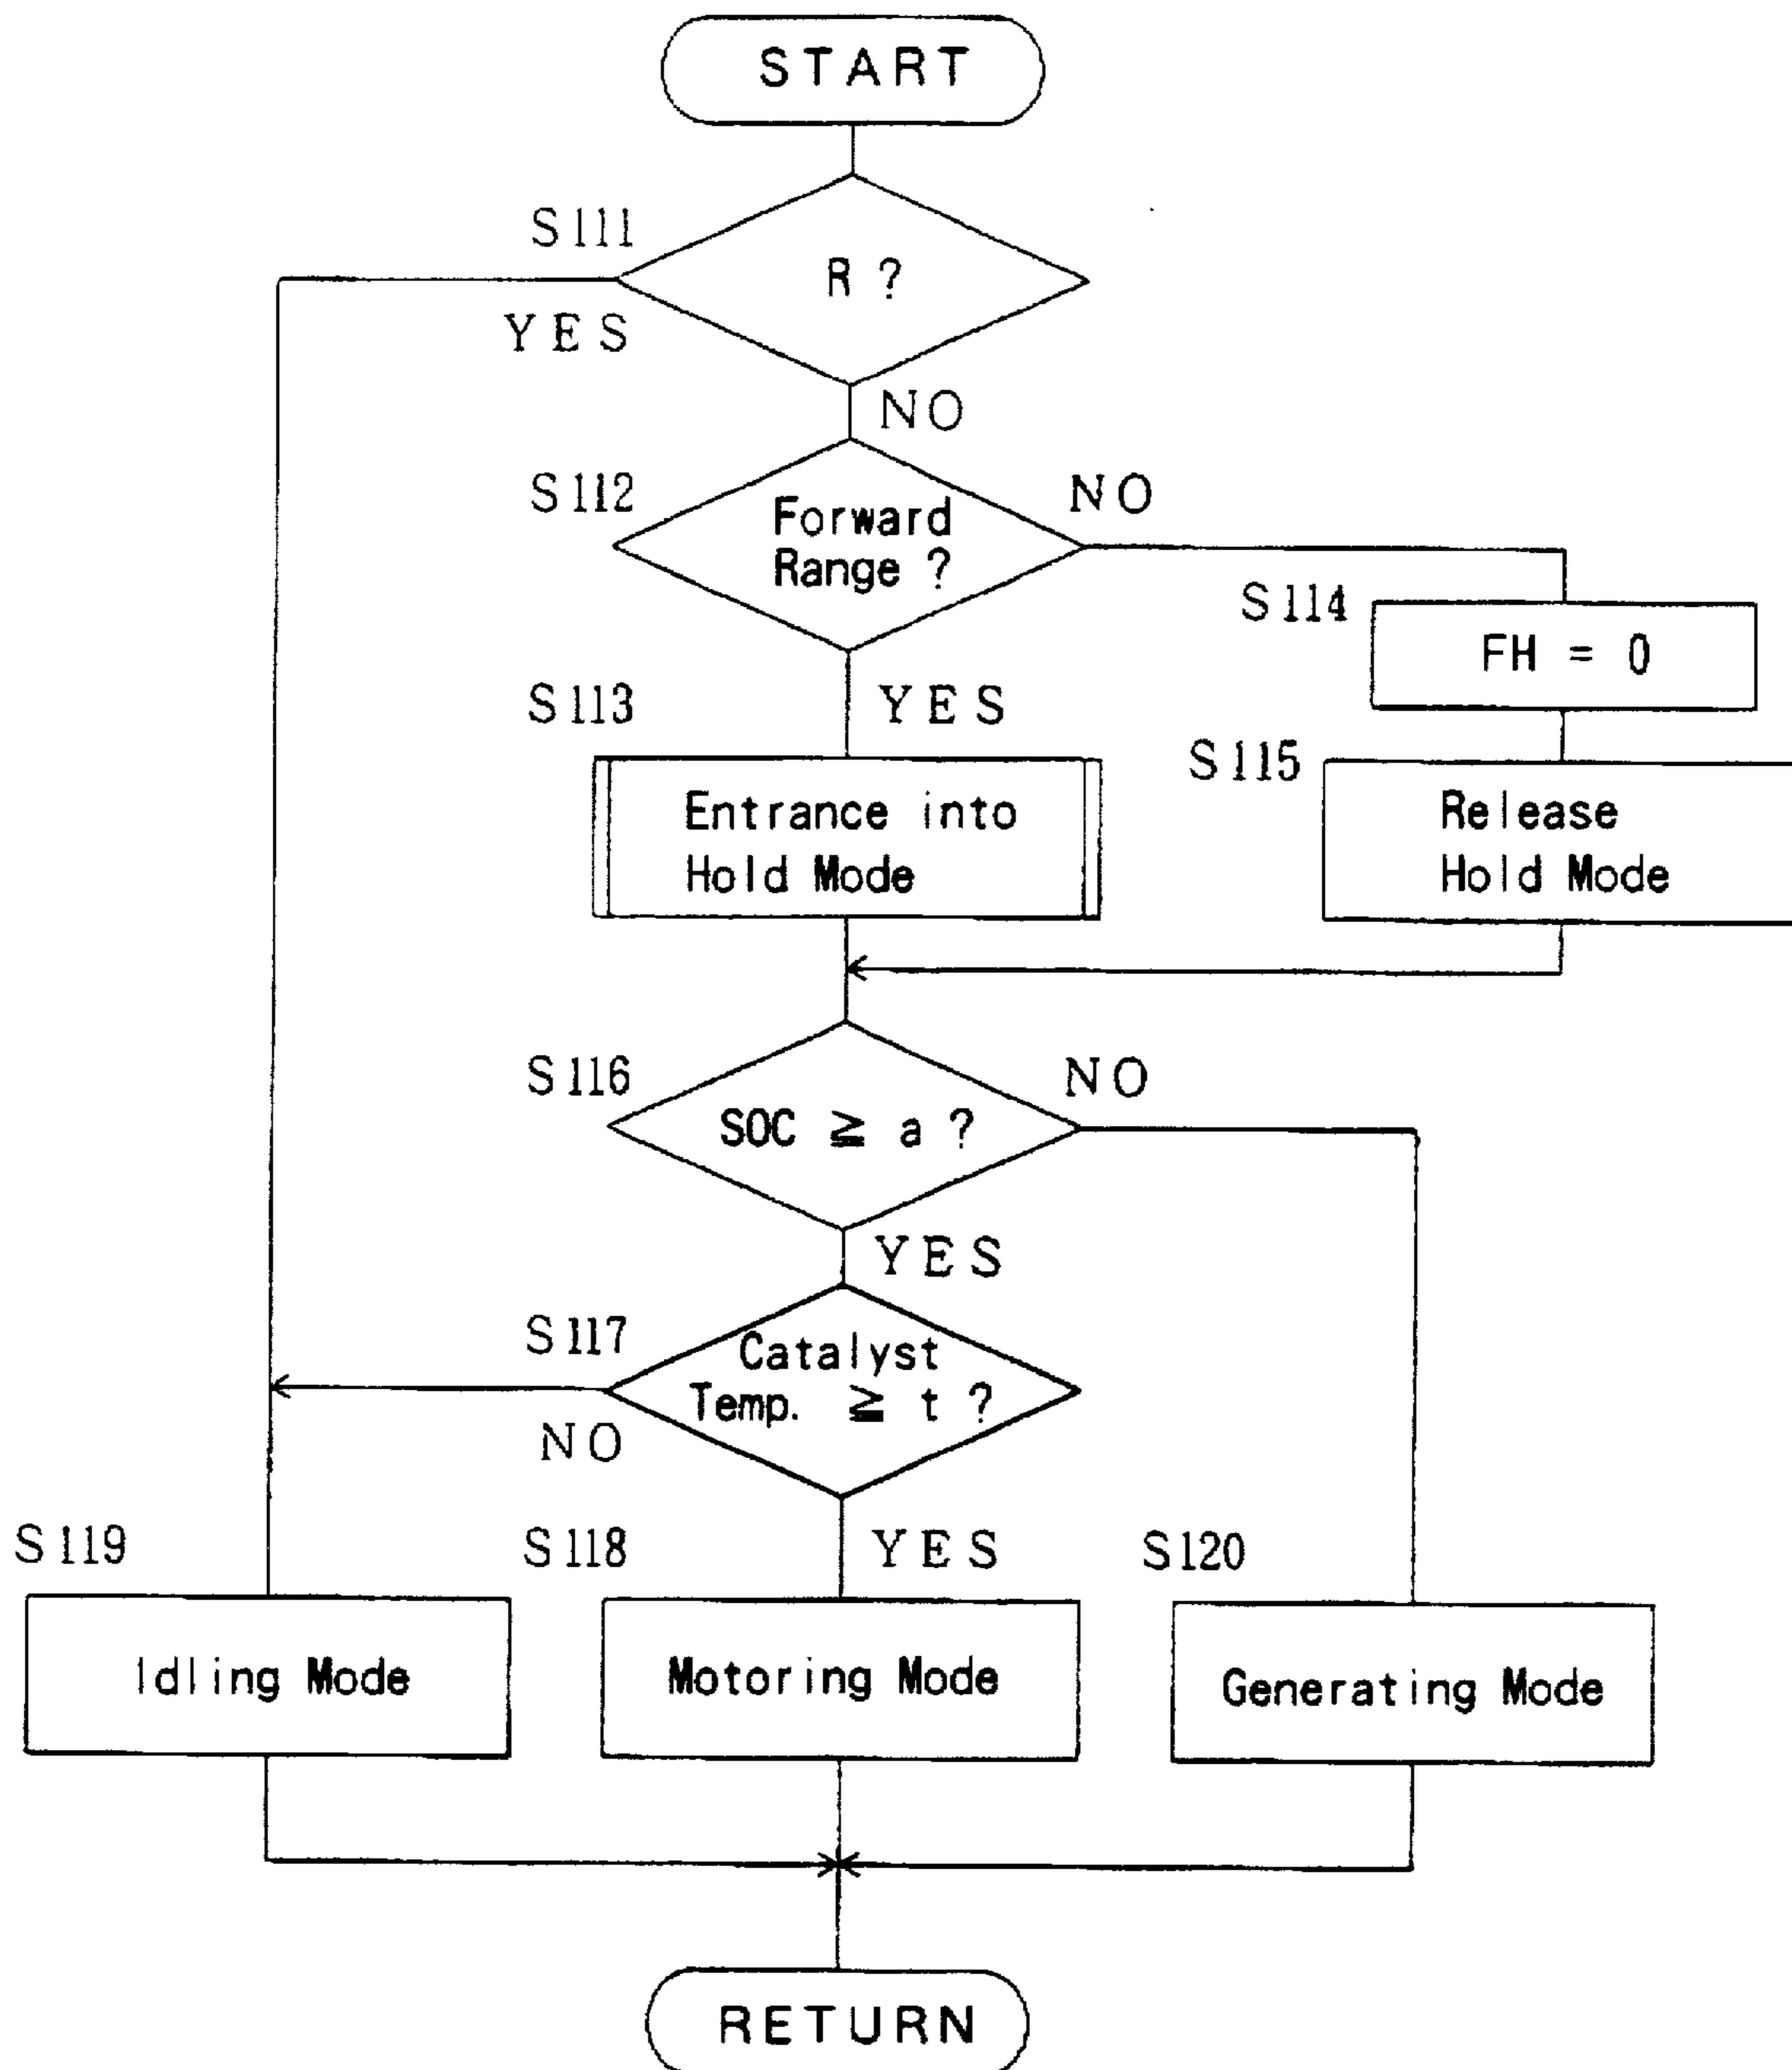 START
S111
R ?
YES
NO
S112
Forward
Range ?
NO
S114
FH = 0
S113
YES
S115
Entrance into
Hold Mode
Release
Hold Mode
S116
SOC ≧ a ?
NO
YES
S117
Catalyst
Temp. ≧ t ?
NO
S119
S118
YES
S120
Idling Mode
Motoring Mode
Generating Mode
RETURN